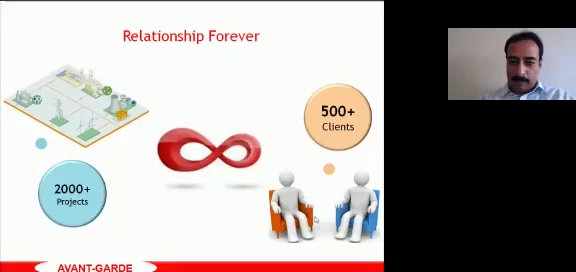 Relationship Forever
500+
Clients
2000+
Projects
AVANT-GARDE